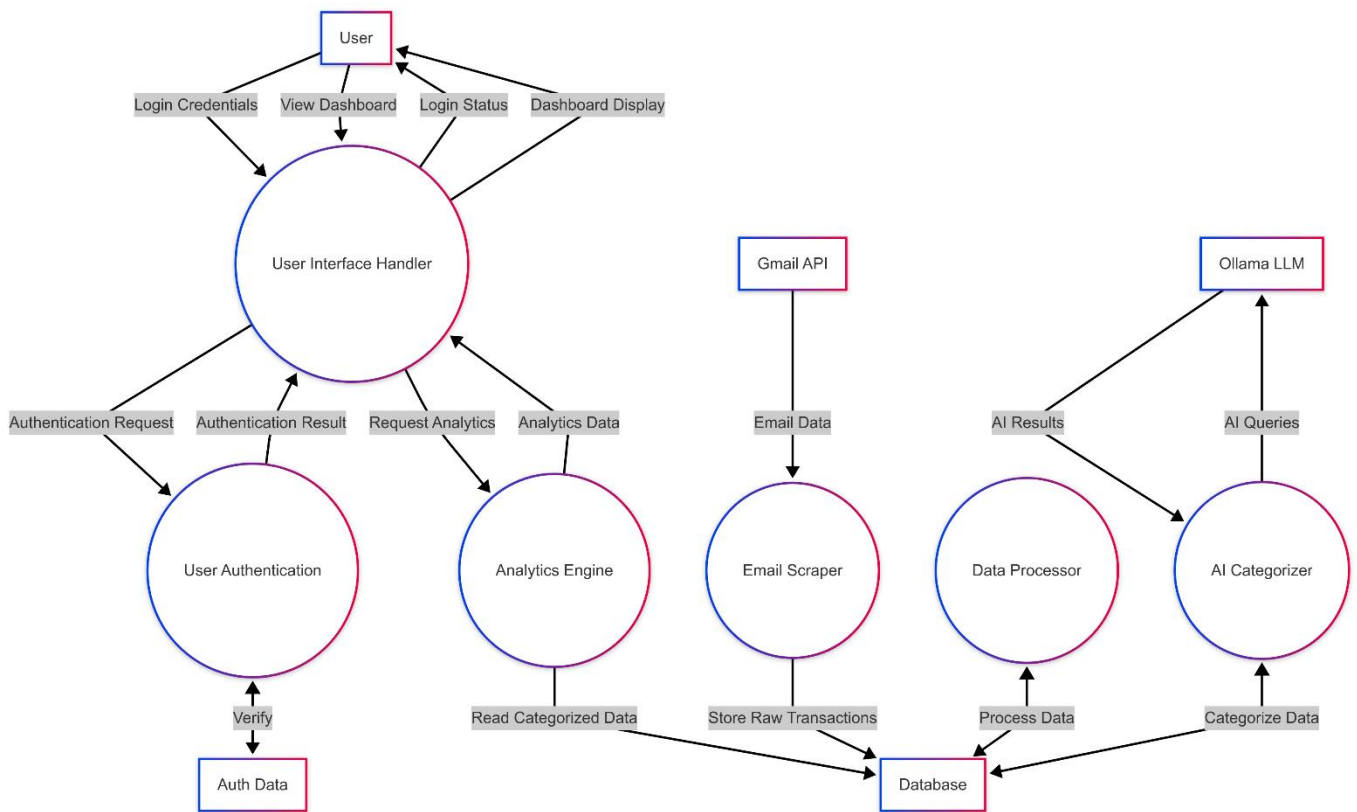 User
Login Credentials
View Dashboard
Login Status
Dashboard Display
User Interface Handler
Gmail API
Ollama LLM
Authentication Request
Authentication Result
Request Analytics
Analytics Data
Email Data
AI Results
AI Queries
User Authentication
Analytics Engine
Email Scraper
Data Processor
AI Categorizer
Verify
Read Categorized Data
Store Raw Transactions
Process Data
Categorize Data
Auth Data
Database